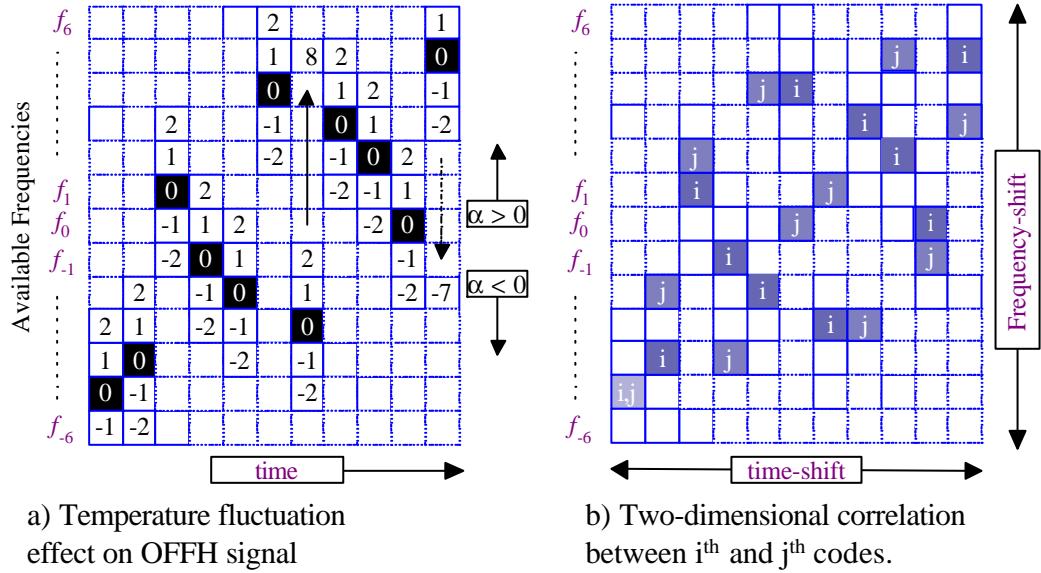 Available Frequencies
f6 2 1
1 8 2 0
0 1 2 -1
2 -1 0 1 -2
1 -2 -1 0 2
f1 0 2 -2 -1 1
f0 -1 1 2 -2 0
f-1 -2 0 1 2 -1
2 -1 0 1 -2 -7
2 1 -2 -1 0
1 0 -2 -1
0 -1 -2
f-6 -1 -2
α > 0
α < 0
time
a) Temperature fluctuation
effect on OFFH signal
f6
j i
j i
i j
j i
f1 i j
f0 j i
f-1 i j
j i
i j
i j
i,j
f-6
Frequency-shift
time-shift
b) Two-dimensional correlation
between ith and jth codes.